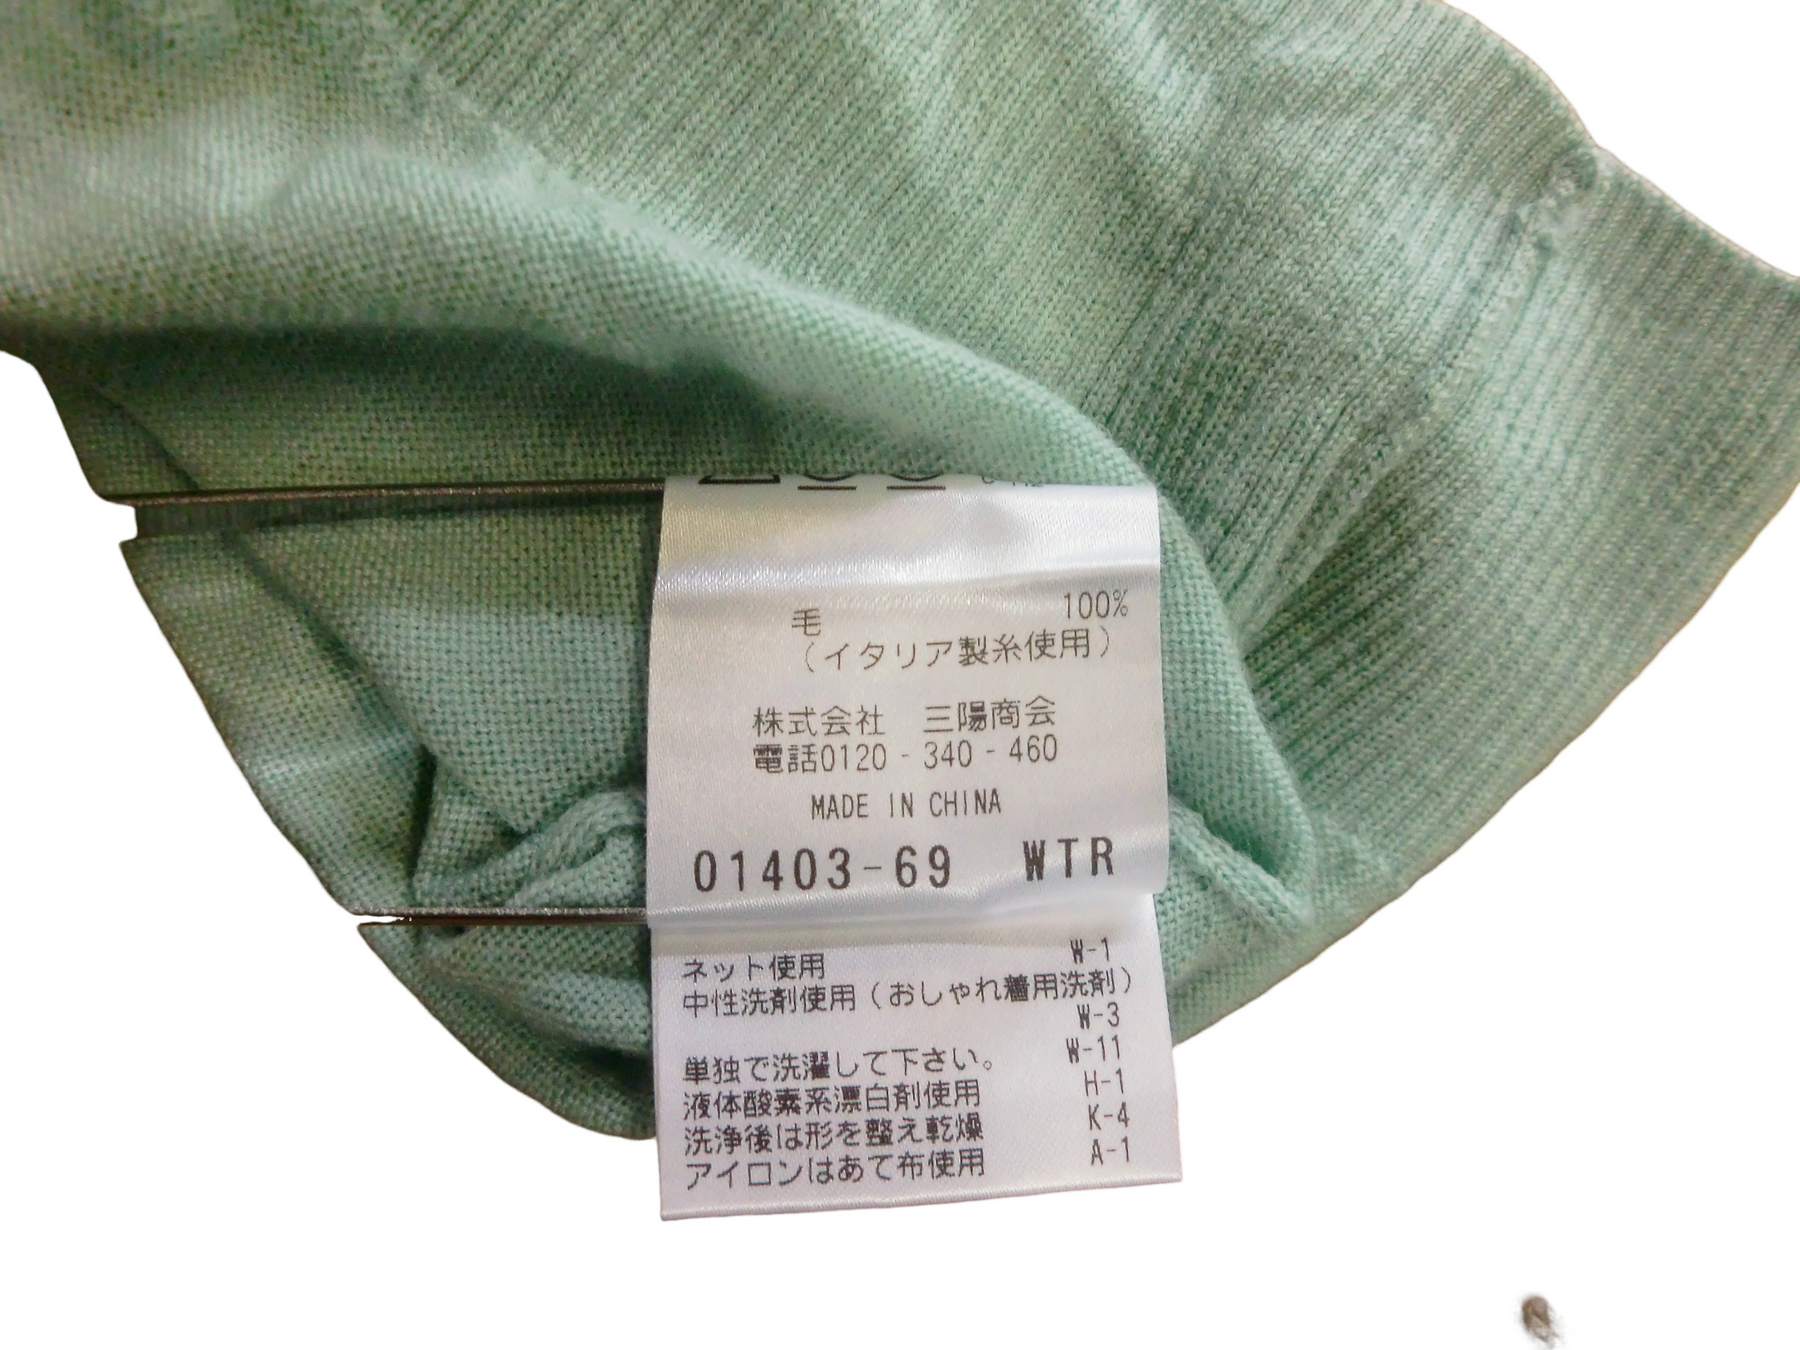 毛 100%
(イタリア製糸使用)
株式会社 三陽商会
電話0120-340-460
MADE IN CHINA
01403-69 WTR
ネット使用 W-1
中性洗剤使用(おしゃれ着用洗剤)
W-3
単独で洗濯して下さい。 W-11
液体酸素系漂白剤使用 H-1
洗浄後は形を整え乾燥 K-4
アイロンはあて布使用 A-1